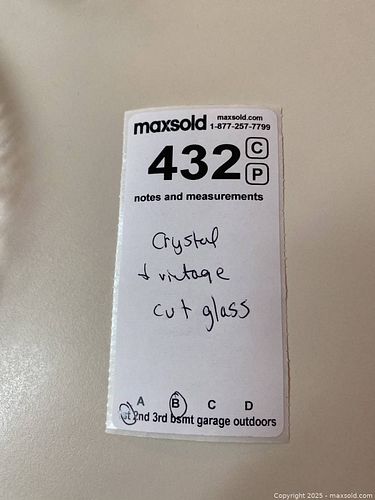 maxsold maxsold.com
1-877-257-7799
432 C
P
notes and measurements
Crystal
& vintage
cut glass
A B C D
1st 2nd 3rd bsmt garage outdoors
Copyright 2025 - maxsold.com